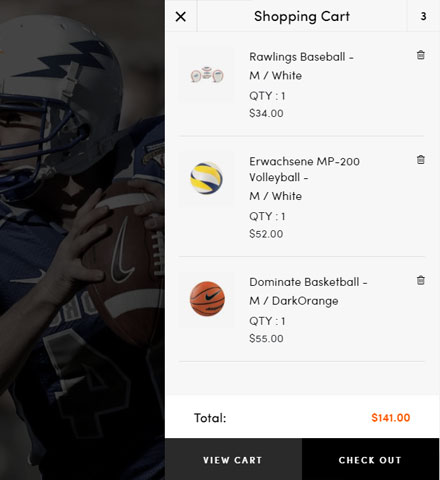 Shopping Cart
3
Rawlings Baseball -
M / White
QTY : 1
$34.00
Erwachsene MP-200
Volleyball -
M / White
QTY : 1
$52.00
Dominate Basketball -
M / DarkOrange
QTY : 1
$55.00
Total:
$141.00
VIEW CART
CHECK OUT